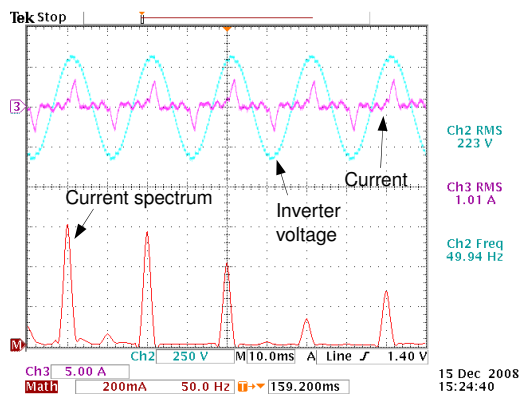 Tek Stop
3
Ch2 RMS
223 V
Current
Ch3 RMS
1.01 A
Current spectrum
Inverter
voltage
Ch2 Freq
49.94 Hz
M
Ch2 250 V M 10.0ms A Line ƒ 1.40 V
Ch3 5.00 A
Math 200mA 50.0 Hz T 159.200ms
15 Dec 2008
15:24:40